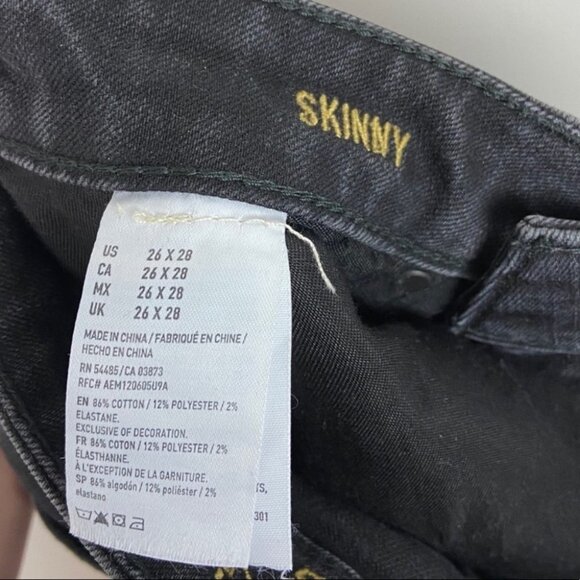 SKINNY
US 26 X 28
CA 26 X 28
MX 26 X 28
UK 26 X 28
MADE IN CHINA / FABRIQUÉ EN CHINE /
HECHO EN CHINA
RN 54485/CA 03873
RFC# AEM120605U9A
EN 86% COTTON / 12% POLYESTER / 2%
ELASTANE.
EXCLUSIVE OF DECORATION.
FR 86% COTON / 12% POLYESTER / 2%
ÉLASTHANNE.
À L'EXCEPTION DE LA GARNITURE.
SP 86% algodón / 12% poliéster / 2%
elastano
TS,
301